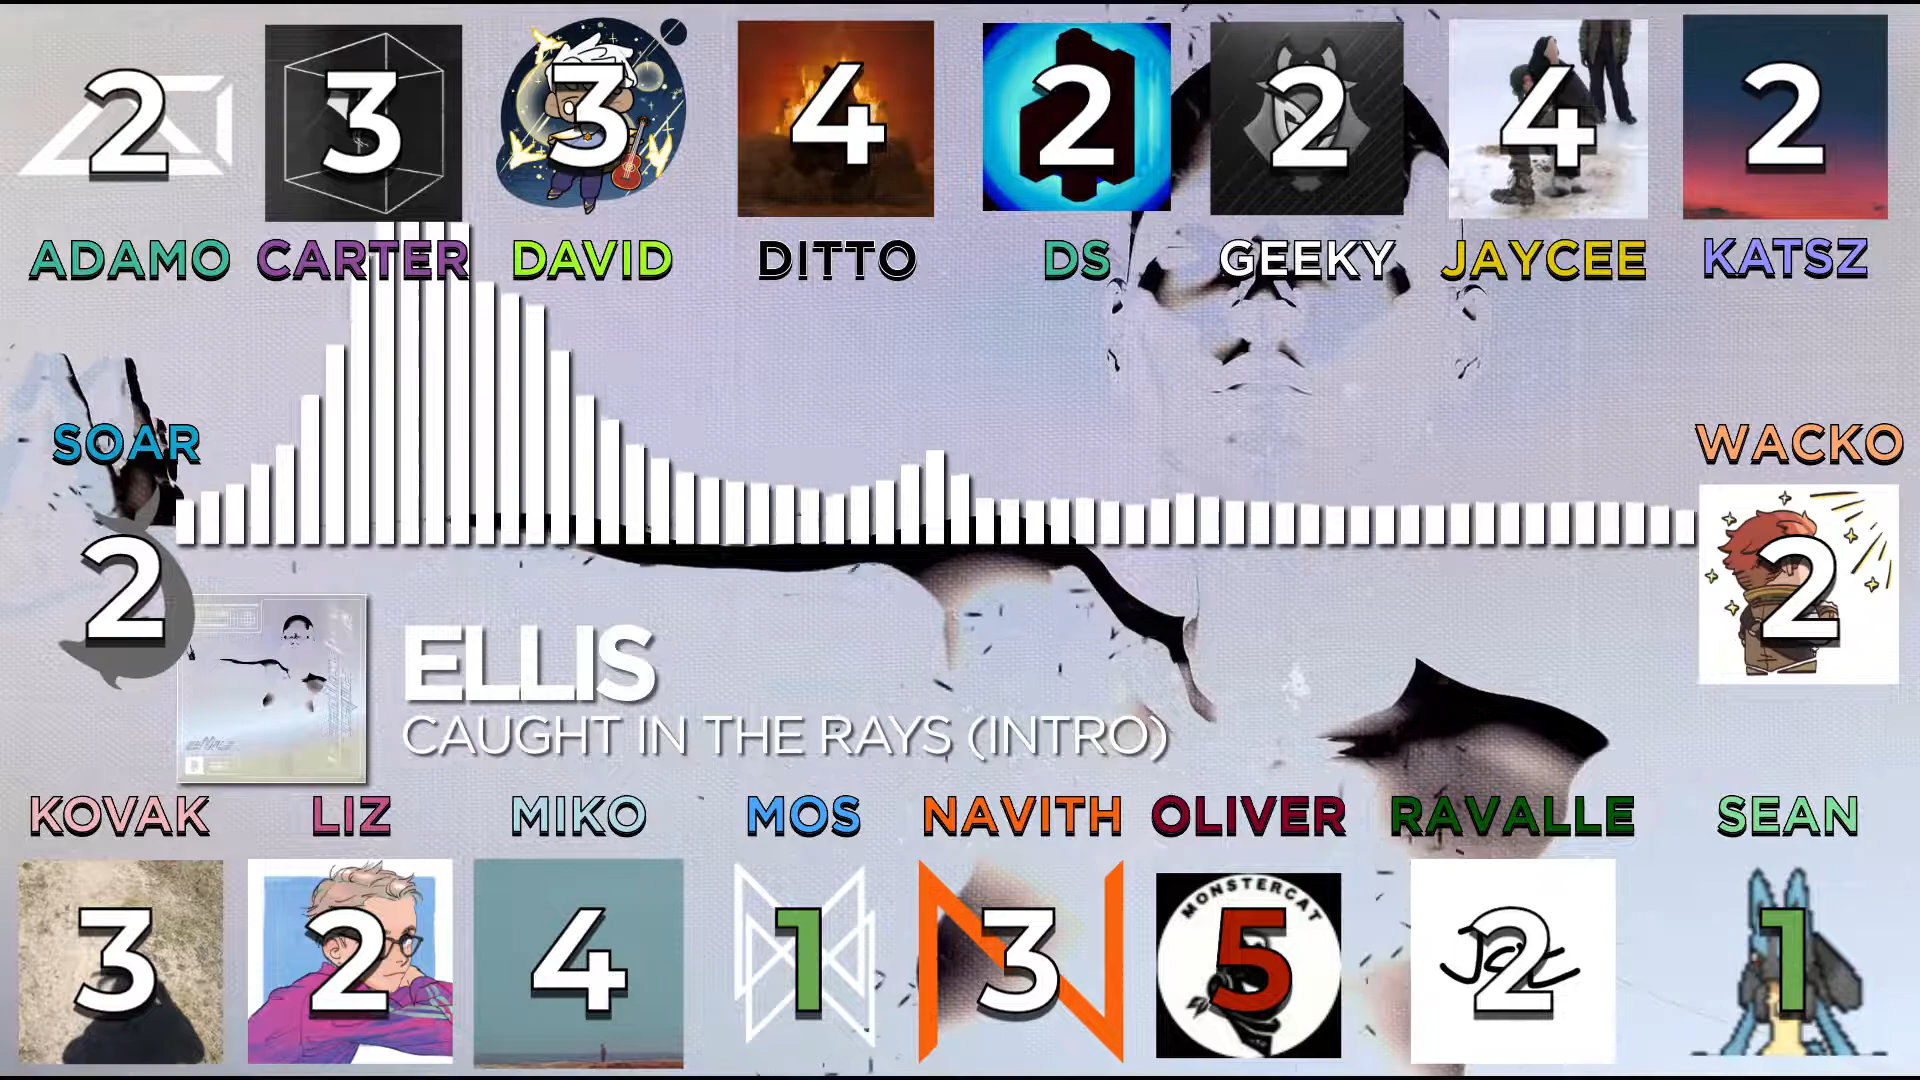 2 3 3 4 2 2 4 2
ADAMO CARTER DAVID DITTO DS GEEKY JAYCEE KATSZ
SOAR WACKO
2 2
ELLIS
CAUGHT IN THE RAYS (INTRO)
KOVAK LIZ MIKO MOS NAVITH OLIVER RAVALLE SEAN
MONSTERCAT
3 2 4 1 3 5 2 1